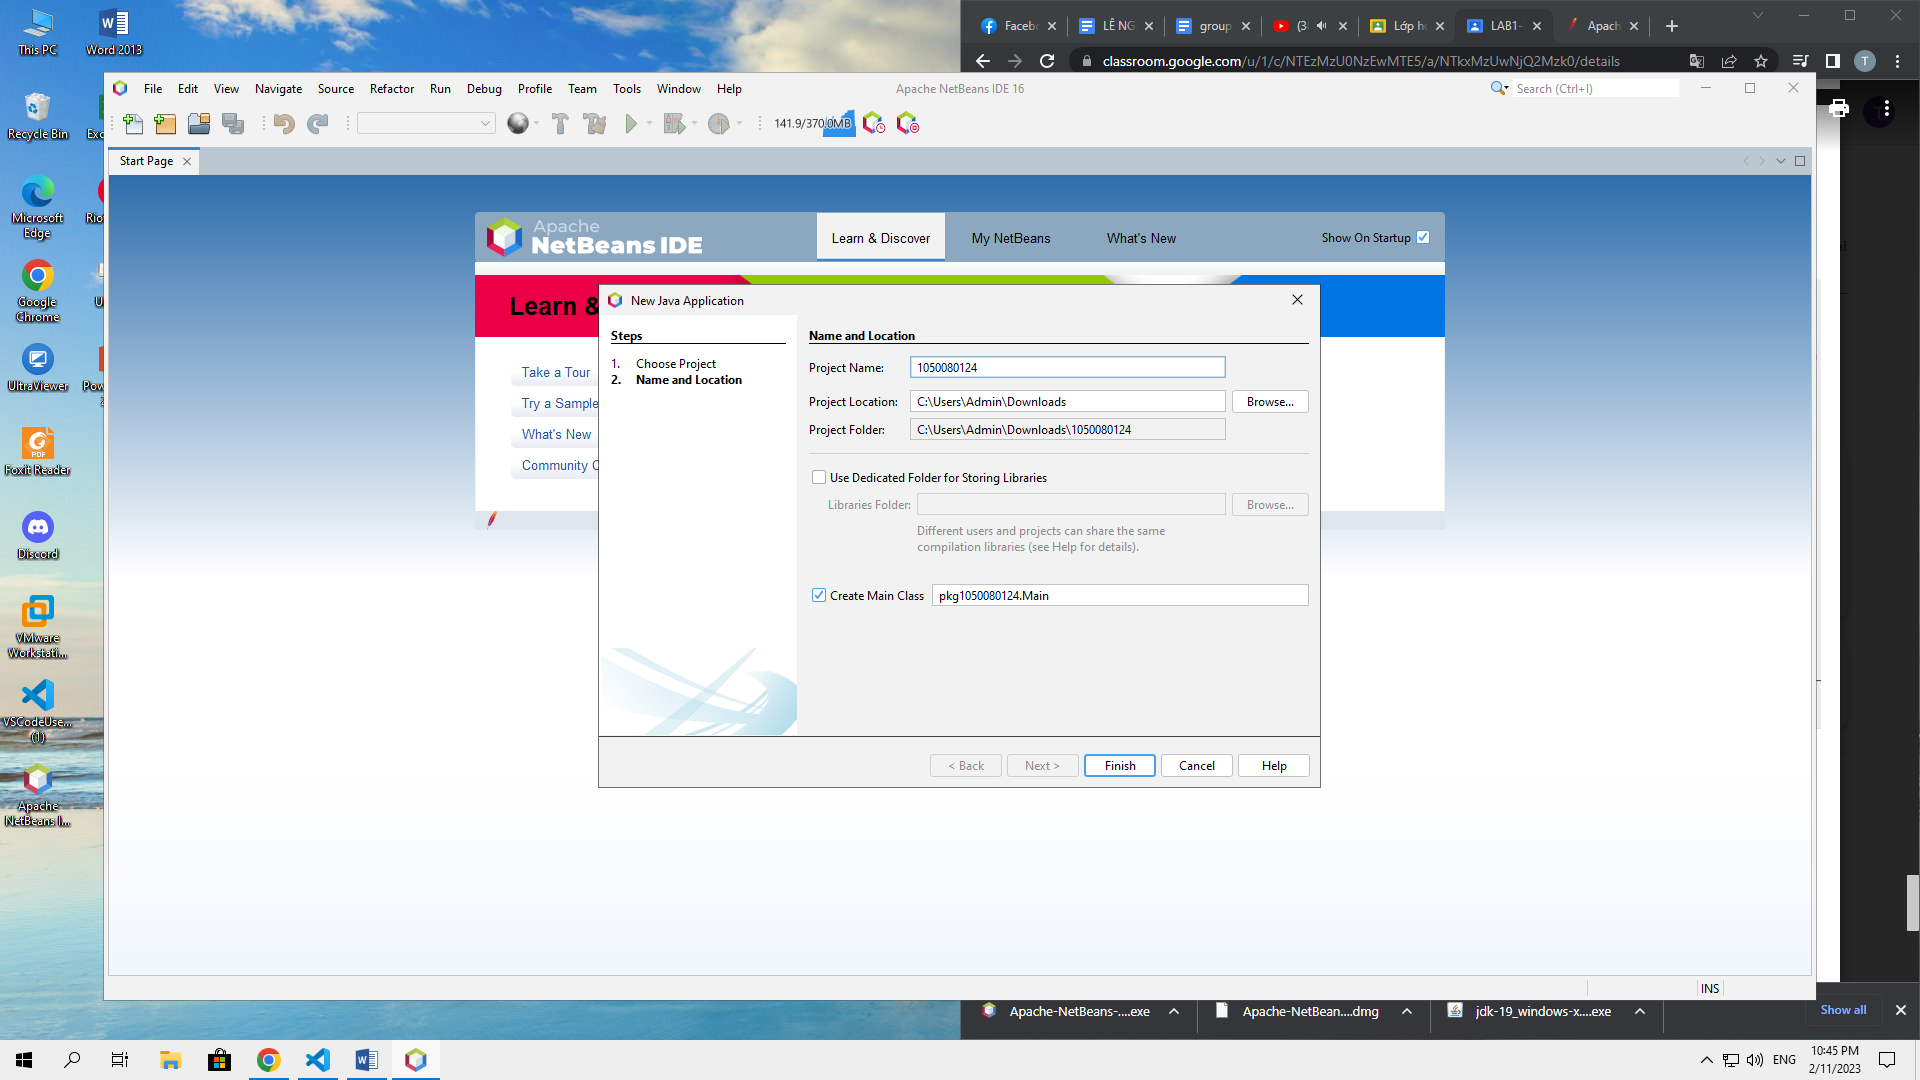 This PC
Word 2013
Recycle Bin
Microsoft
Edge
Google
Chrome
UltraViewer
Foxit Reader
Discord
VMware
Workstati...
VSCodeUse...
(1)
Apache
NetBeans I...
LÊ NG
group
LAB1-
Apach
classroom.google.com/u/1/c/NTEzMzU0NzEwMTE5/a/NTkxMzUwNjQ2Mzk0/details
T
File Edit View Navigate Source Refactor Run Debug Profile Team Tools Window Help
Apache NetBeans IDE 16
Search (Ctrl+I)
141.9/370.0MB
Start Page
Apache
NetBeans IDE
Learn & Discover
My NetBeans
What's New
Show On Startup
Learn &
Take a Tour
Try a Sample
What's New
Community C
New Java Application
Steps
1. Choose Project
2. Name and Location
Name and Location
Project Name: 1050080124
Project Location: C:\Users\Admin\Downloads Browse...
Project Folder: C:\Users\Admin\Downloads\1050080124
Use Dedicated Folder for Storing Libraries
Libraries Folder: Browse...
Different users and projects can share the same
compilation libraries (see Help for details).
Create Main Class pkg1050080124.Main
< Back Next > Finish Cancel Help
INS
Apache-NetBeans-....exe
Apache-NetBean....dmg
jdk-19_windows-x....exe
Show all
ENG
10:45 PM
2/11/2023